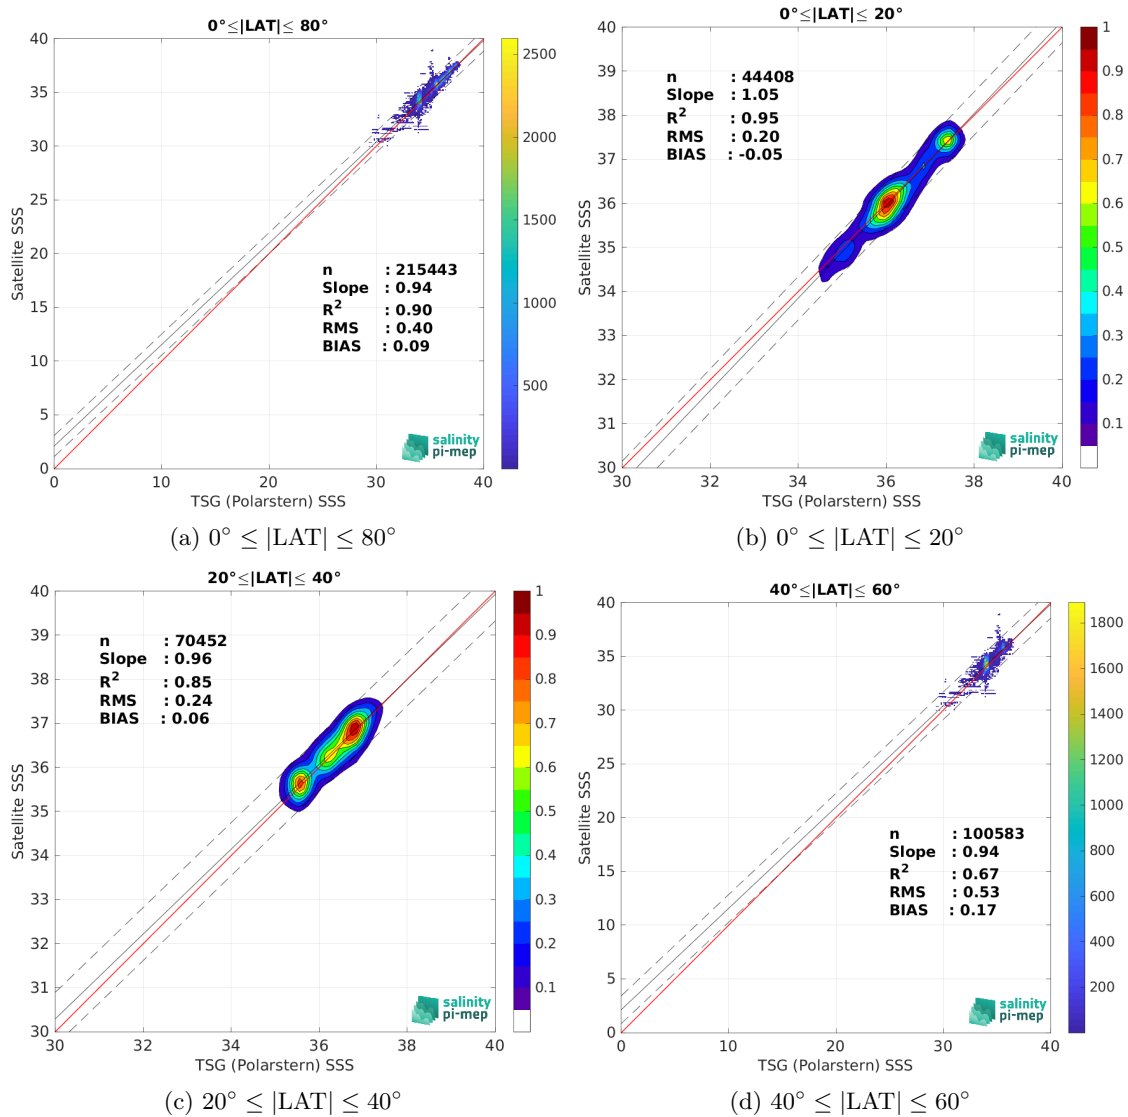 0°≤|LAT|≤ 80°
40
35
30
25
20
15
10
5
0
Satellite SSS
n : 215443
Slope : 0.94
R² : 0.90
RMS : 0.40
BIAS : 0.09
salinity
pi-mep
0 10 20 30 40
TSG (Polarstern) SSS
2500
2000
1500
1000
500
(a) 0° ≤ |LAT| ≤ 80°
0°≤|LAT|≤ 20°
40
39
38
37
36
35
34
33
32
31
30
Satellite SSS
n : 44408
Slope : 1.05
R² : 0.95
RMS : 0.20
BIAS : -0.05
salinity
pi-mep
30 32 34 36 38 40
TSG (Polarstern) SSS
1
0.9
0.8
0.7
0.6
0.5
0.4
0.3
0.2
0.1
(b) 0° ≤ |LAT| ≤ 20°
20°≤|LAT|≤ 40°
40
39
38
37
36
35
34
33
32
31
30
Satellite SSS
n : 70452
Slope : 0.96
R² : 0.85
RMS : 0.24
BIAS : 0.06
salinity
pi-mep
30 32 34 36 38 40
TSG (Polarstern) SSS
1
0.9
0.8
0.7
0.6
0.5
0.4
0.3
0.2
0.1
(c) 20° ≤ |LAT| ≤ 40°
40°≤|LAT|≤ 60°
40
35
30
25
20
15
10
5
0
Satellite SSS
n : 100583
Slope : 0.94
R² : 0.67
RMS : 0.53
BIAS : 0.17
salinity
pi-mep
0 10 20 30 40
TSG (Polarstern) SSS
1800
1600
1400
1200
1000
800
600
400
200
(d) 40° ≤ |LAT| ≤ 60°